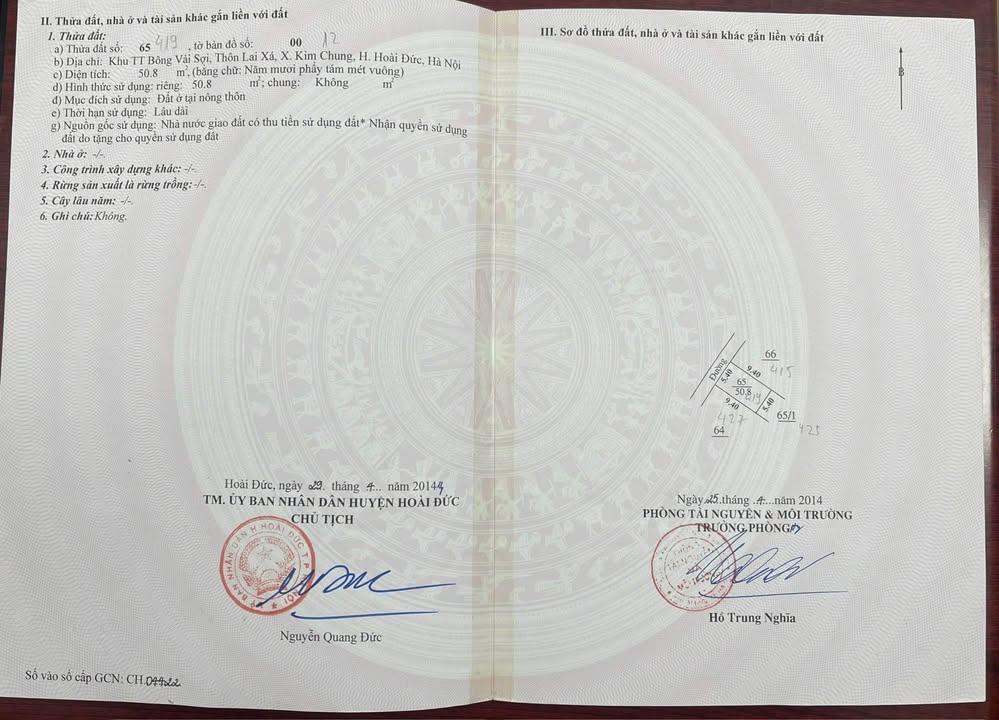 II. Thửa đất, nhà ở và tài sản khác gắn liền với đất
1. Thửa đất:
a) Thửa đất số: 65 419 , tờ bản đồ số: 00 12
b) Địa chỉ: Khu TT Bông Vải Sợi, Thôn Lai Xá, X. Kim Chung, H. Hoài Đức, Hà Nội
c) Diện tích: 50.8 m², (bằng chữ: Năm mươi phẩy tám mét vuông)
d) Hình thức sử dụng: riêng: 50.8 m²; chung: Không m²
đ) Mục đích sử dụng: Đất ở tại nông thôn
e) Thời hạn sử dụng: Lâu dài
g) Nguồn gốc sử dụng: Nhà nước giao đất có thu tiền sử dụng đất* Nhận quyền sử dụng
đất do tặng cho quyền sử dụng đất
2. Nhà ở: -/-.
3. Công trình xây dựng khác: -/-.
4. Rừng sản xuất là rừng trồng: -/-.
5. Cây lâu năm: -/-.
6. Ghi chú: Không.
Hoài Đức, ngày 29. tháng 4... năm 2014
TM. ỦY BAN NHÂN DÂN HUYỆN HOÀI ĐỨC
CHỦ TỊCH
Nguyễn Quang Đức
Số vào sổ cấp GCN: CH.04422
III. Sơ đồ thửa đất, nhà ở và tài sản khác gắn liền với đất
B
66
415
Đường
5.40
9.40
65
50.8
419
9.40
5.40
65/1
425
427
64
Ngày 25.tháng .4....năm 2014
PHÒNG TÀI NGUYÊN & MÔI TRƯỜNG
TRƯỞNG PHÒNG
Hồ Trung Nghĩa